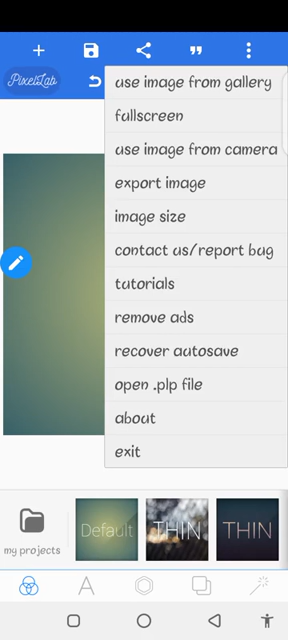 PixelLab
use image from gallery
fullscreen
use image from camera
export image
image size
contact us/report bug
tutorials
remove ads
recover autosave
open .plp file
about
exit
my projects
Default
THIN
THIN